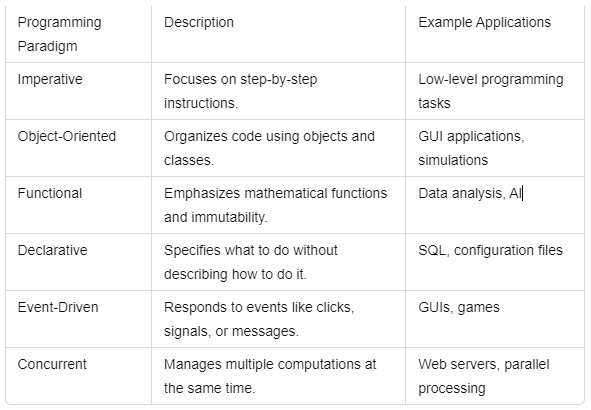 Programming Paradigm
Description
Example Applications
Imperative
Focuses on step-by-step instructions.
Low-level programming tasks
Object-Oriented
Organizes code using objects and classes.
GUI applications, simulations
Functional
Emphasizes mathematical functions and immutability.
Data analysis, AI
Declarative
Specifies what to do without describing how to do it.
SQL, configuration files
Event-Driven
Responds to events like clicks, signals, or messages.
GUIs, games
Concurrent
Manages multiple computations at the same time.
Web servers, parallel processing